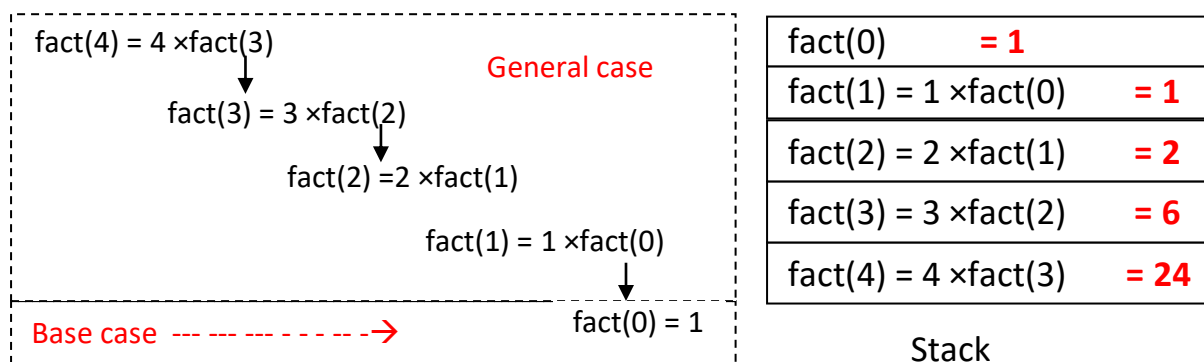 fact(4) = 4 ×fact(3)
General case
fact(3) = 3 ×fact(2)
fact(2) =2 ×fact(1)
fact(1) = 1 ×fact(0)
Base case --- --- --- - - - -- -→
fact(0) = 1
fact(0) = 1
fact(1) = 1 ×fact(0) = 1
fact(2) = 2 ×fact(1) = 2
fact(3) = 3 ×fact(2) = 6
fact(4) = 4 ×fact(3) = 24
Stack